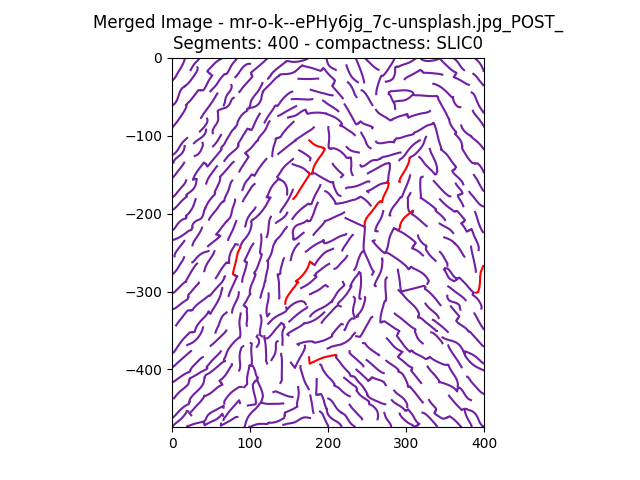 Merged Image - mr-o-k--ePHy6jg_7c-unsplash.jpg_POST_
Segments: 400 - compactness: SLIC0
0
−100
−200
−300
−400
0 100 200 300 400